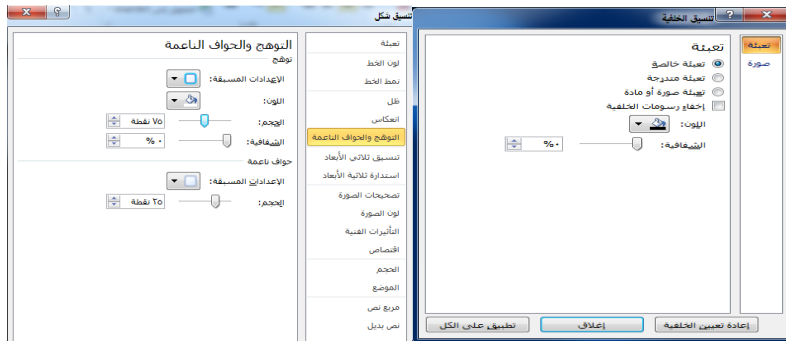 تنسيق الخلفية
تعبئة
صورة
تعبئة
تعبئة خالصة
تعبئة متدرجة
تعبئة صورة أو مادة
إخفاء رسومات الخلفية
اللون:
الشفافية: ٠%
إعادة تعيين الخلفية
إغلاق
تطبيق على الكل
تنسيق شكل
تعبئة
لون الخط
نمط الخط
ظل
انعكاس
التوهج والحواف الناعمة
تنسيق ثلاثي الأبعاد
استدارة ثلاثية الأبعاد
تصحيحات الصورة
لون الصورة
التأثيرات الفنية
اقتصاص
الحجم
الموضع
مربع نص
نص بديل
التوهج والحواف الناعمة
توهج
الإعدادات المسبقة:
اللون:
الحجم: ٧٥ نقطة
الشفافية: ٠ %
حواف ناعمة
الإعدادات المسبقة:
الحجم: ٢٥ نقطة